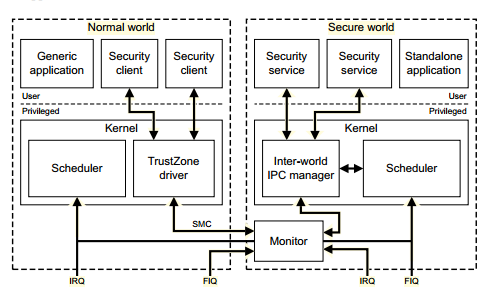 Normal world
Secure world
Generic
application
Security
client
Security
client
Security
service
Security
service
Standalone
application
User
Privileged
User
Privileged
Kernel
Kernel
Scheduler
TrustZone
driver
Inter-world
IPC manager
Scheduler
SMC
Monitor
IRQ
FIQ
IRQ
FIQ